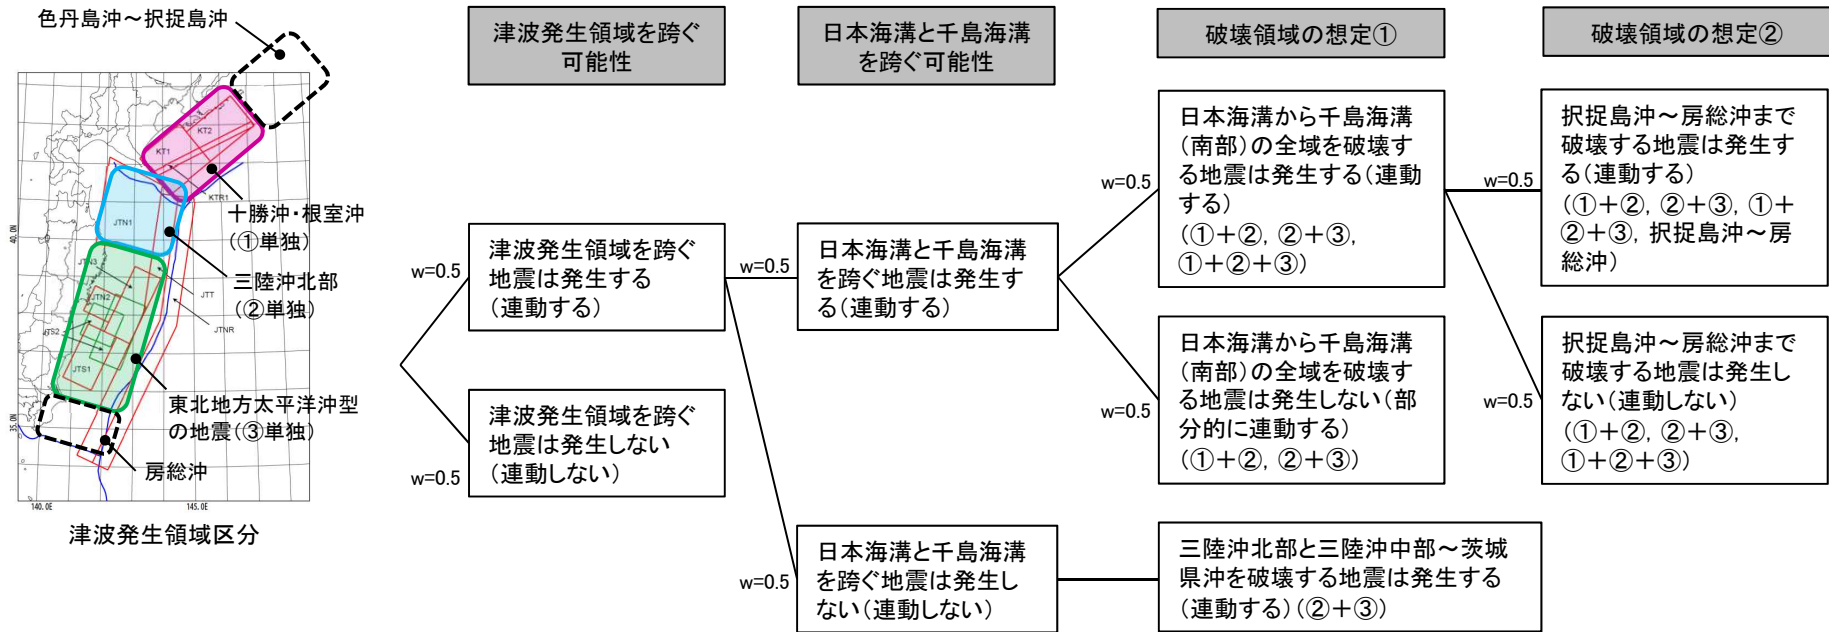 色丹島沖～択捉島沖
KT2
KT1
KTR1
JTN1
JTN3
JTN2
JTT
JTNR
JTS2
JTS1
40.0N
35.0N
140.0E
145.0E
十勝沖・根室沖
(①単独)
三陸沖北部
(②単独)
東北地方太平洋沖型
の地震(③単独)
房総沖
津波発生領域区分
津波発生領域を跨ぐ
可能性
日本海溝と千島海溝
を跨ぐ可能性
破壊領域の想定①
破壊領域の想定②
w=0.5
津波発生領域を跨ぐ
地震は発生する
(連動する)
w=0.5
津波発生領域を跨ぐ
地震は発生しない
(連動しない)
w=0.5
日本海溝と千島海溝
を跨ぐ地震は発生す
る(連動する)
w=0.5
日本海溝と千島海溝
を跨ぐ地震は発生し
ない(連動しない)
w=0.5
日本海溝から千島海溝
(南部)の全域を破壊す
る地震は発生する(連動
する)
(①+②, ②+③,
①+②+③)
w=0.5
日本海溝から千島海溝
(南部)の全域を破壊す
る地震は発生しない(部
分的に連動する)
(①+②, ②+③)
三陸沖北部と三陸沖中部～茨城
県沖を破壊する地震は発生する
(連動する)(②+③)
w=0.5
択捉島沖～房総沖まで
破壊する地震は発生す
る(連動する)
(①+②, ②+③, ①+
②+③, 択捉島沖～房
総沖)
w=0.5
択捉島沖～房総沖まで
破壊する地震は発生し
ない(連動しない)
(①+②, ②+③,
①+②+③)